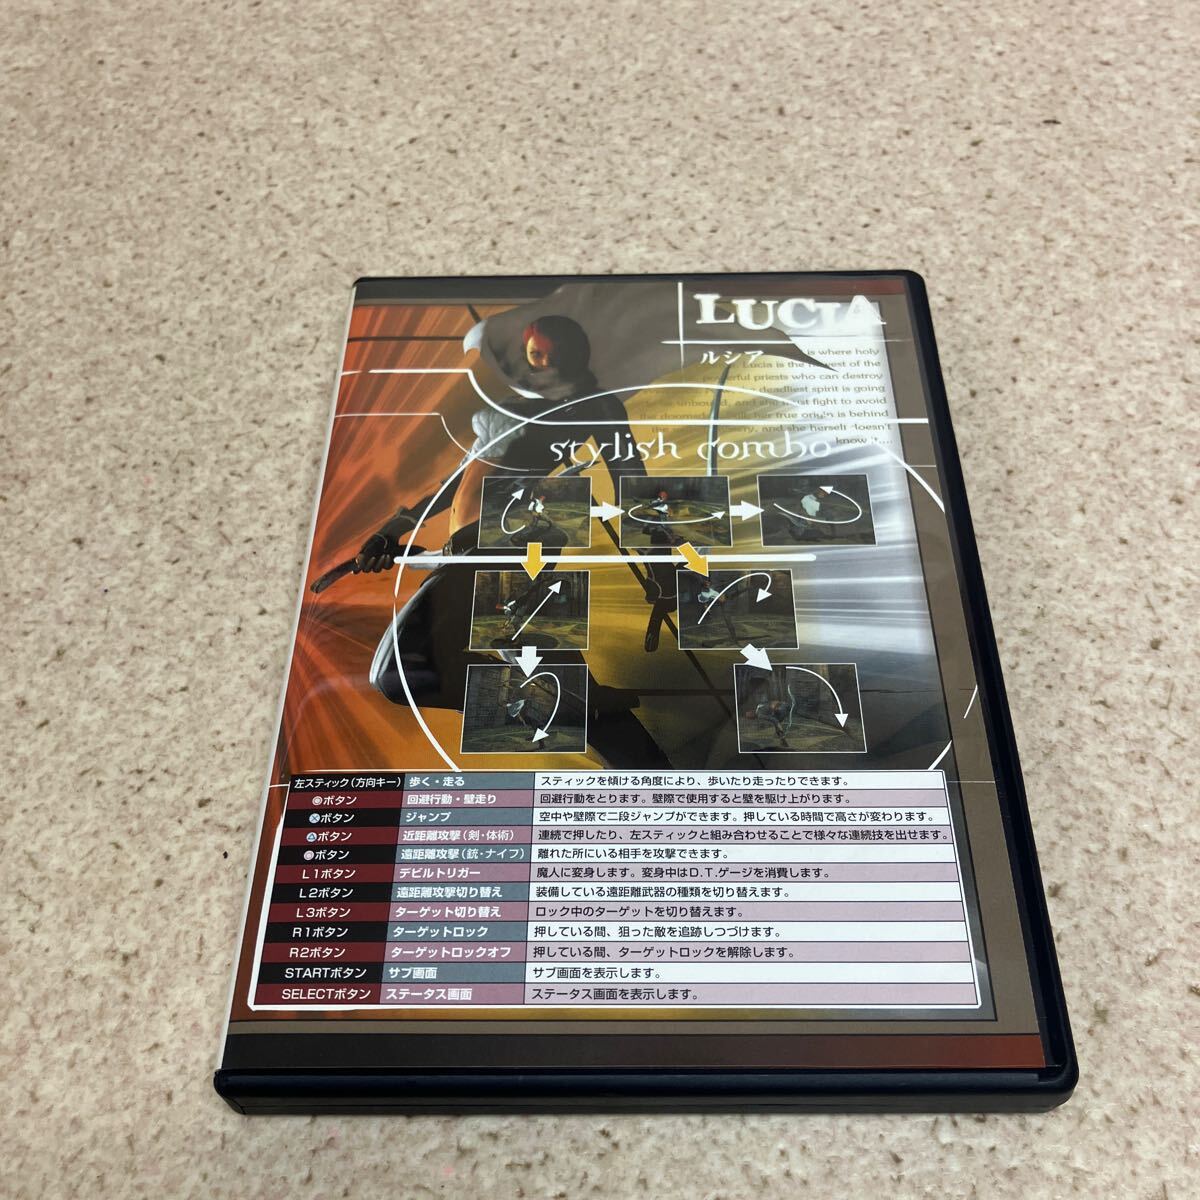 LUCIA
ルシア
is where holy
Lucia is the newest of the
powerful priests who can destroy
deadliest spirit is going
unbound, and she must fight to avoid
the doomsday. her true origin is behind
and she herself doesn't
know it....
stylish combo
左スティック(方向キー) 歩く・走る スティックを傾ける角度により、歩いたり走ったりできます。
◎ボタン 回避行動・壁走り 回避行動をとります。壁際で使用すると壁を駆け上がります。
⊗ボタン ジャンプ 空中や壁際で二段ジャンプができます。押している時間で高さが変わります。
ボタン 近距離攻撃(剣・体術) 連続で押したり、左スティックと組み合わせることで様々な連続技を出せます。
ボタン 遠距離攻撃(銃・ナイフ) 離れた所にいる相手を攻撃できます。
L1ボタン デビルトリガー 魔人に変身します。変身中はD.T.ゲージを消費します。
L2ボタン 遠距離攻撃切り替え 装備している遠距離武器の種類を切り替えます。
L3ボタン ターゲット切り替え ロック中のターゲットを切り替えます。
R1ボタン ターゲットロック 押している間、狙った敵を追跡しつづけます。
R2ボタン ターゲットロックオフ 押している間、ターゲットロックを解除します。
STARTボタン サブ画面 サブ画面を表示します。
SELECTボタン ステータス画面 ステータス画面を表示します。